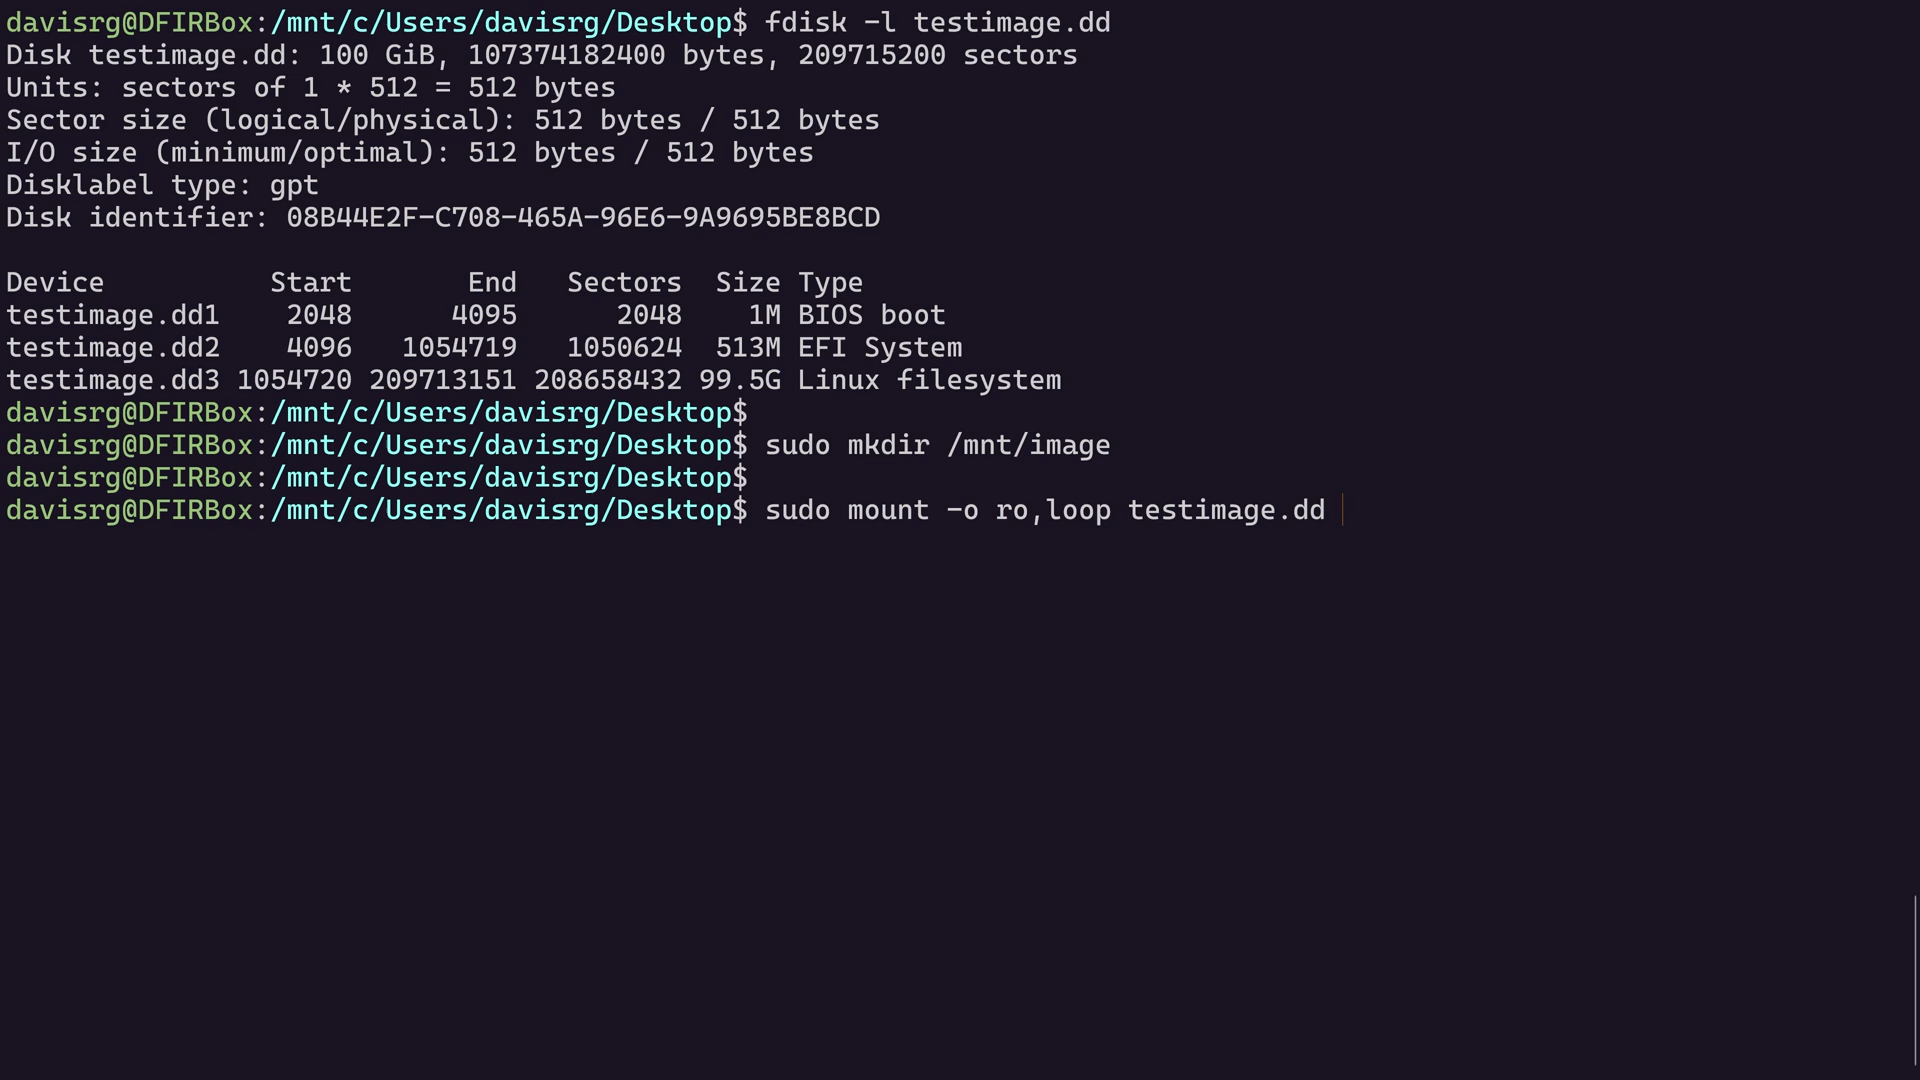 davisrg@DFIRBox:/mnt/c/Users/davisrg/Desktop$ fdisk -l testimage.dd
Disk testimage.dd: 100 GiB, 107374182400 bytes, 209715200 sectors
Units: sectors of 1 * 512 = 512 bytes
Sector size (logical/physical): 512 bytes / 512 bytes
I/O size (minimum/optimal): 512 bytes / 512 bytes
Disklabel type: gpt
Disk identifier: 08B44E2F-C708-465A-96E6-9A9695BE8BCD

Device          Start       End   Sectors  Size Type
testimage.dd1    2048      4095      2048    1M BIOS boot
testimage.dd2    4096   1054719   1050624  513M EFI System
testimage.dd3 1054720 209713151 208658432 99.5G Linux filesystem
davisrg@DFIRBox:/mnt/c/Users/davisrg/Desktop$
davisrg@DFIRBox:/mnt/c/Users/davisrg/Desktop$ sudo mkdir /mnt/image
davisrg@DFIRBox:/mnt/c/Users/davisrg/Desktop$
davisrg@DFIRBox:/mnt/c/Users/davisrg/Desktop$ sudo mount -o ro,loop testimage.dd